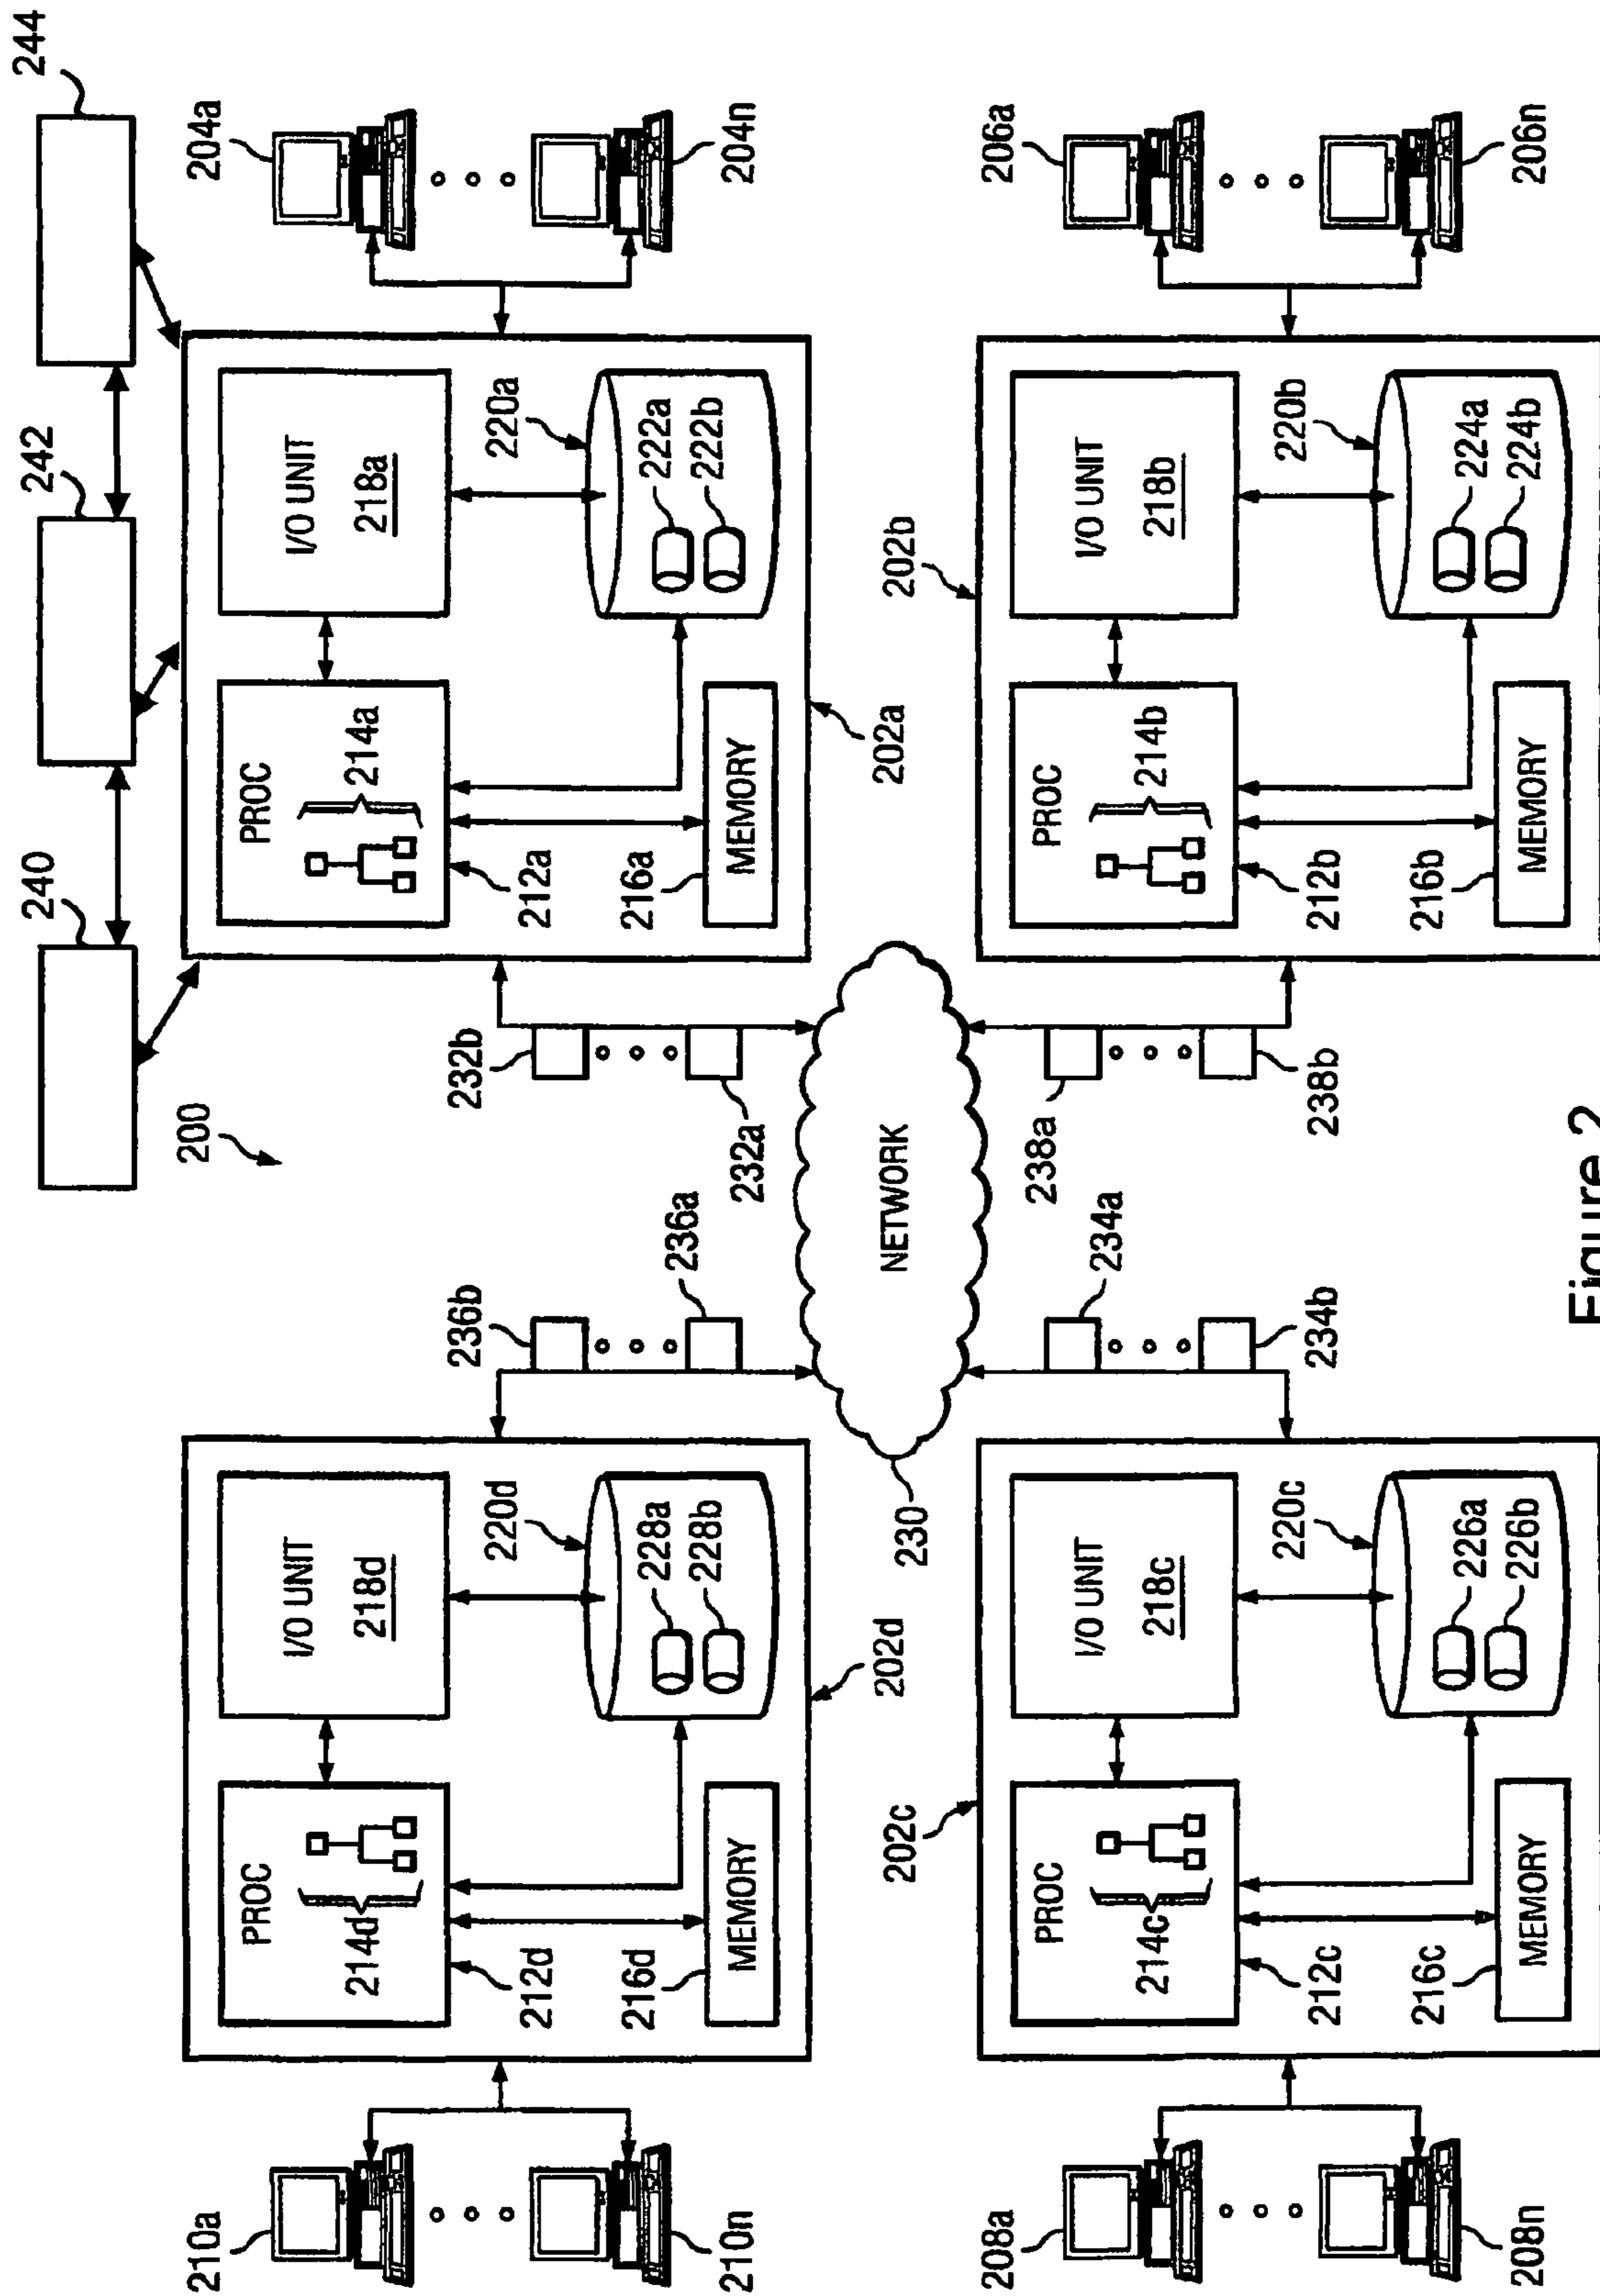 210a
210n
PROC
214d
212d
216d
MEMORY
I/O UNIT
218d
220d
228a
228b
202d
236b
236a
200
240
242
244
232b
232a
PROC
214a
212a
216a
MEMORY
I/O UNIT
218a
220a
222a
222b
202a
204a
204n
230
NETWORK
208a
208n
202c
PROC
214c
212c
216c
MEMORY
I/O UNIT
218c
220c
226a
226b
234a
234b
238a
238b
202b
PROC
214b
212b
216b
MEMORY
I/O UNIT
218b
220b
224a
224b
206a
206n
Figure 2